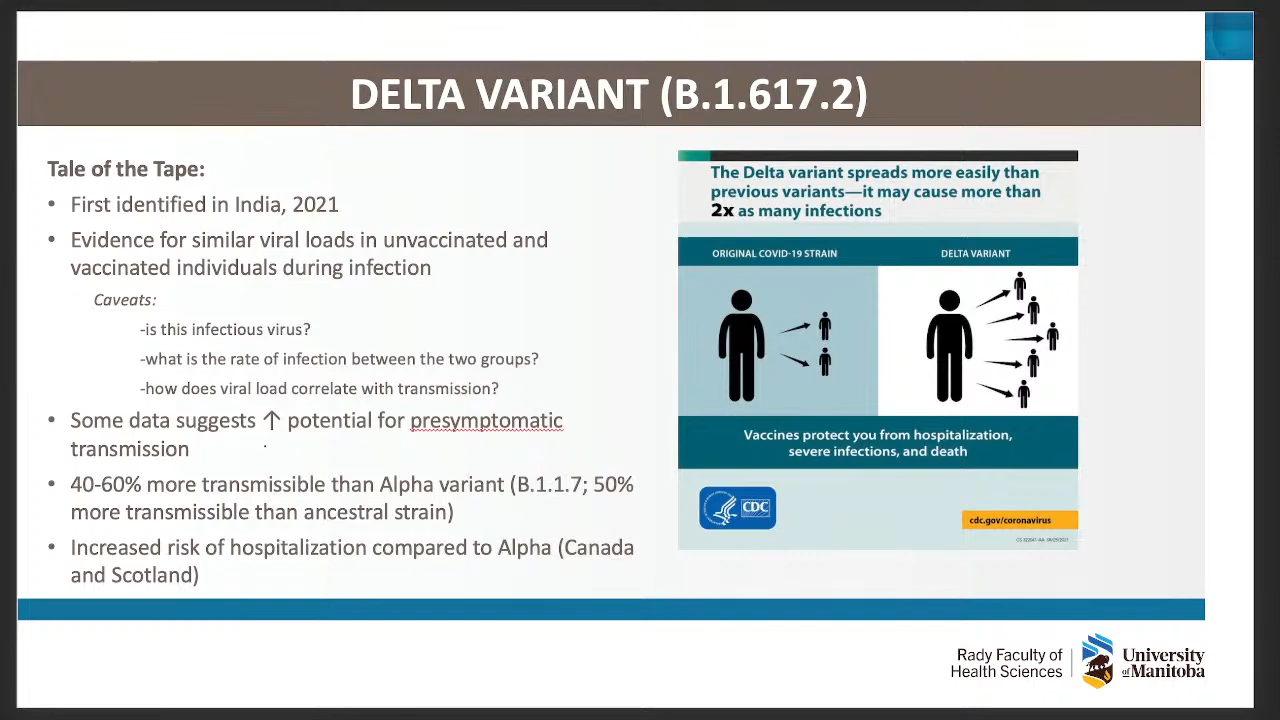 DELTA VARIANT (B.1.617.2)
Tale of the Tape:
• First identified in India, 2021
• Evidence for similar viral loads in unvaccinated and
vaccinated individuals during infection
Caveats:
-is this infectious virus?
-what is the rate of infection between the two groups?
-how does viral load correlate with transmission?
• Some data suggests ↑ potential for presymptomatic
transmission
• 40-60% more transmissible than Alpha variant (B.1.1.7; 50%
more transmissible than ancestral strain)
• Increased risk of hospitalization compared to Alpha (Canada
and Scotland)
The Delta variant spreads more easily than
previous variants—it may cause more than
2x as many infections
ORIGINAL COVID-19 STRAIN
DELTA VARIANT
Vaccines protect you from hospitalization,
severe infections, and death
CDC
cdc.gov/coronavirus
Rady Faculty of
Health Sciences
University
of Manitoba